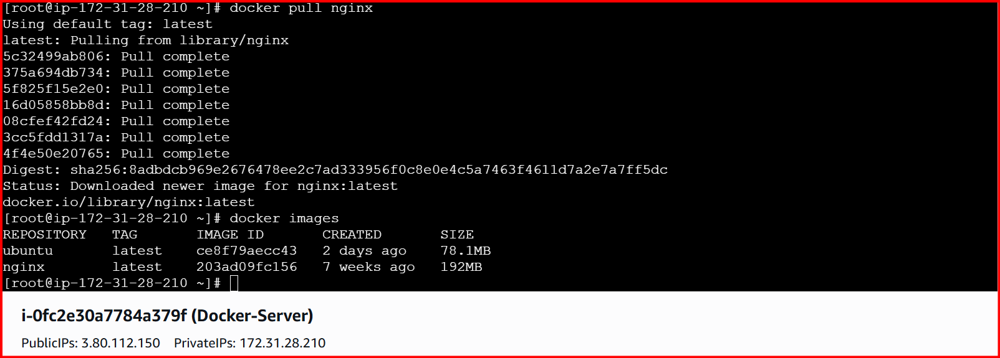 [root@ip-172-31-28-210 ~]# docker pull nginx
Using default tag: latest
latest: Pulling from library/nginx
5c32499ab806: Pull complete
375a694db734: Pull complete
5f825f15e2e0: Pull complete
16d05858bb8d: Pull complete
08cfef42fd24: Pull complete
3cc5fdd1317a: Pull complete
4f4e50e20765: Pull complete
Digest: sha256:8adbdcb969e2676478ee2c7ad333956f0c8e0e4c5a7463f4611d7a2e7a7ff5dc
Status: Downloaded newer image for nginx:latest
docker.io/library/nginx:latest
[root@ip-172-31-28-210 ~]# docker images
REPOSITORY   TAG       IMAGE ID       CREATED       SIZE
ubuntu       latest    ce8f79aecc43   2 days ago    78.1MB
nginx        latest    203ad09fc156   7 weeks ago   192MB
[root@ip-172-31-28-210 ~]#
i-0fc2e30a7784a379f (Docker-Server)
PublicIPs: 3.80.112.150   PrivateIPs: 172.31.28.210